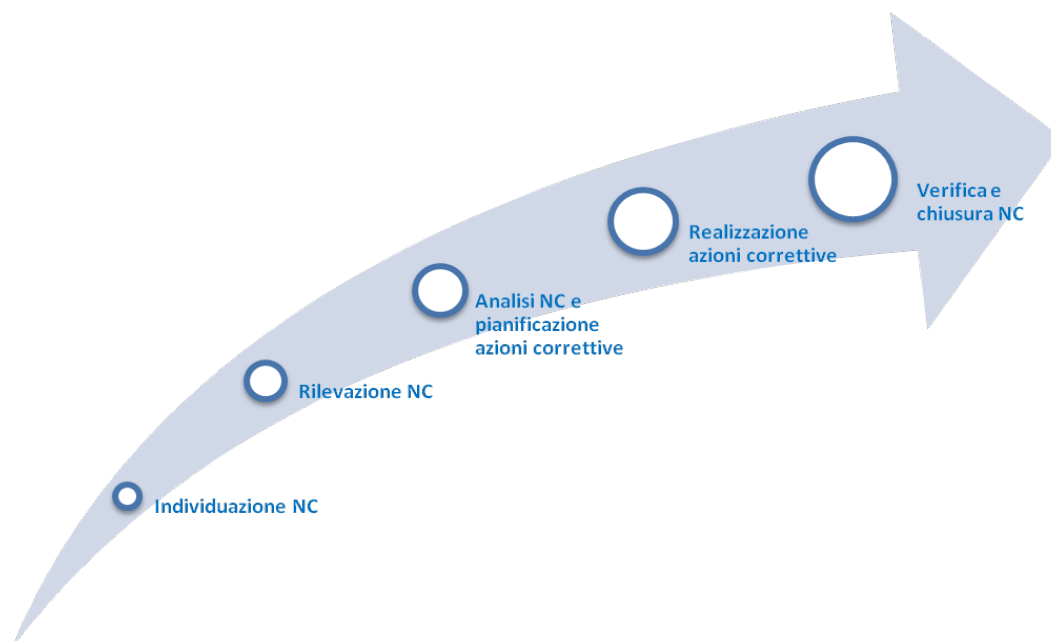 Verifica e
chiusura NC
Realizzazione
azioni correttive
Analisi NC e
pianificazione
azioni correttive
Rilevazione NC
Individuazione NC